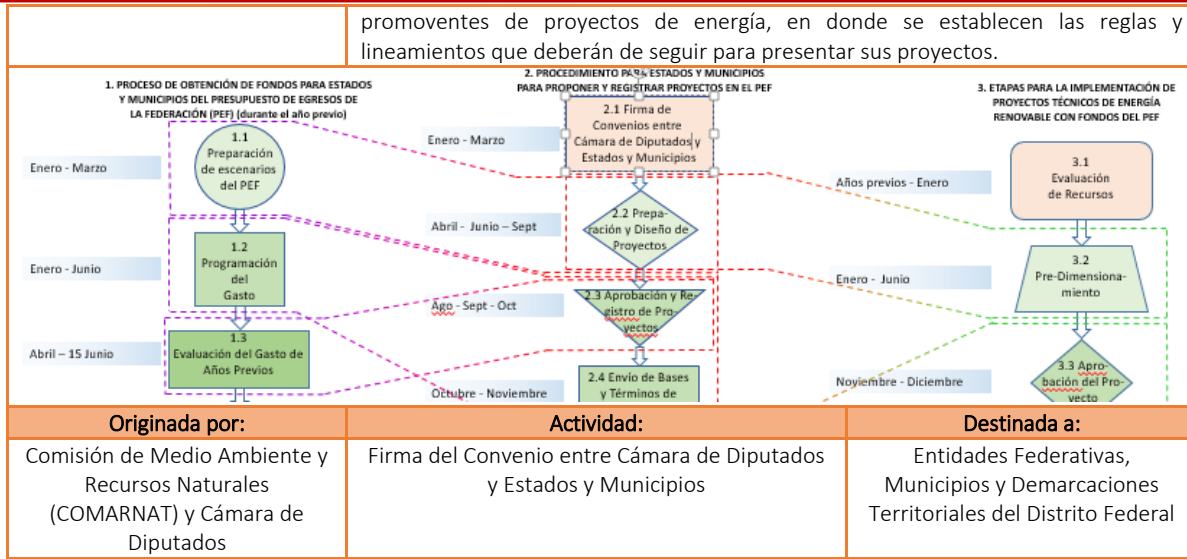 promoventes de proyectos de energía, en donde se establecen las reglas y
lineamientos que deberán de seguir para presentar sus proyectos.
1. PROCESO DE OBTENCIÓN DE FONDOS PARA ESTADOS
Y MUNICIPIOS DEL PRESUPUESTO DE EGRESOS DE
LA FEDERACIÓN (PEF) (durante el año previo)
Enero - Marzo
1.1
Preparación
de escenarios
del PEF
Enero - Junio
1.2
Programación
del
Gasto
Abril – 15 Junio
1.3
Evaluación del Gasto de
Años Previos
2. PROCEDIMIENTO PARA ESTADOS Y MUNICIPIOS
PARA PROPONER Y REGISTRAR PROYECTOS EN EL PEF
Enero - Marzo
2.1 Firma de
Convenios entre
Cámara de Diputados y
Estados y Municipios
Abril - Junio – Sept
2.2 Prepa-
ración y Diseño de
Proyectos
Ago - Sept - Oct
2.3 Aprobación y Re-
gistro de Pro-
yectos
Octubre - Noviembre
2.4 Envío de Bases
y Términos de
3. ETAPAS PARA LA IMPLEMENTACIÓN DE
PROYECTOS TÉCNICOS DE ENERGÍA
RENOVABLE CON FONDOS DEL PEF
Años previos - Enero
3.1
Evaluación
de Recursos
Enero - Junio
3.2
Pre-Dimensiona-
miento
Noviembre - Diciembre
3.3 Apro-
bación del Pro-
yecto
Originada por:
Actividad:
Destinada a:
Comisión de Medio Ambiente y
Recursos Naturales
(COMARNAT) y Cámara de
Diputados
Firma del Convenio entre Cámara de Diputados
y Estados y Municipios
Entidades Federativas,
Municipios y Demarcaciones
Territoriales del Distrito Federal